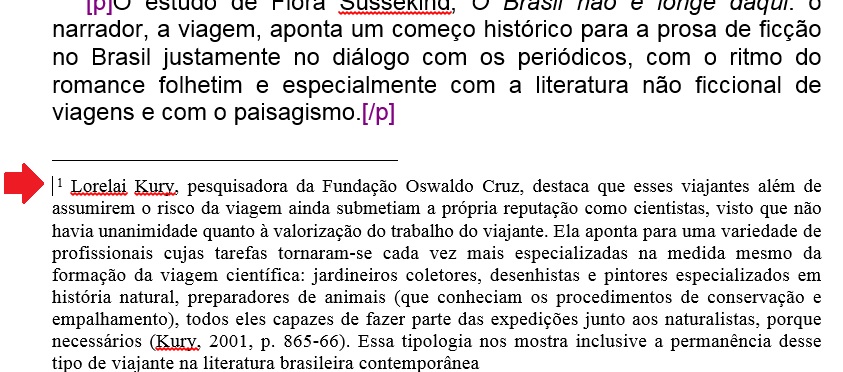 [p]O estudo de Flora Süssekind, O Brasil não é longe daqui: o
narrador, a viagem, aponta um começo histórico para a prosa de ficção
no Brasil justamente no diálogo com os periódicos, com o ritmo do
romance folhetim e especialmente com a literatura não ficcional de
viagens e com o paisagismo.[/p]
1 Lorelai Kury, pesquisadora da Fundação Oswaldo Cruz, destaca que esses viajantes além de
assumirem o risco da viagem ainda submetiam a própria reputação como cientistas, visto que não
havia unanimidade quanto à valorização do trabalho do viajante. Ela aponta para uma variedade de
profissionais cujas tarefas tornaram-se cada vez mais especializadas na medida mesmo da
formação da viagem científica: jardineiros coletores, desenhistas e pintores especializados em
história natural, preparadores de animais (que conheciam os procedimentos de conservação e
empalhamento), todos eles capazes de fazer parte das expedições junto aos naturalistas, porque
necessários (Kury, 2001, p. 865-66). Essa tipologia nos mostra inclusive a permanência desse
tipo de viajante na literatura brasileira contemporânea